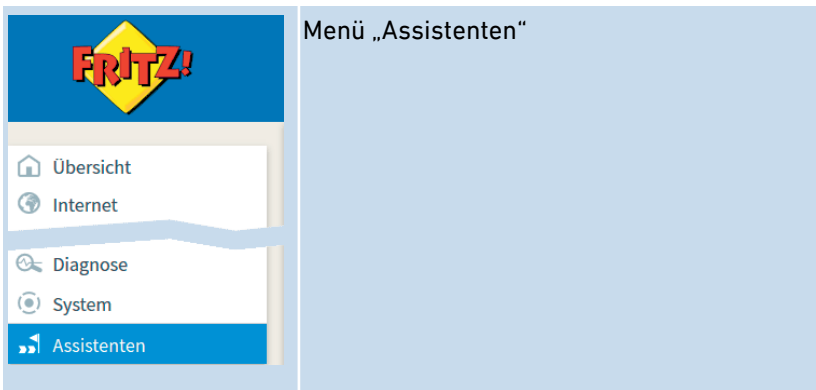 FRITZ!
Menü „Assistenten“
Übersicht
Internet
Diagnose
System
Assistenten